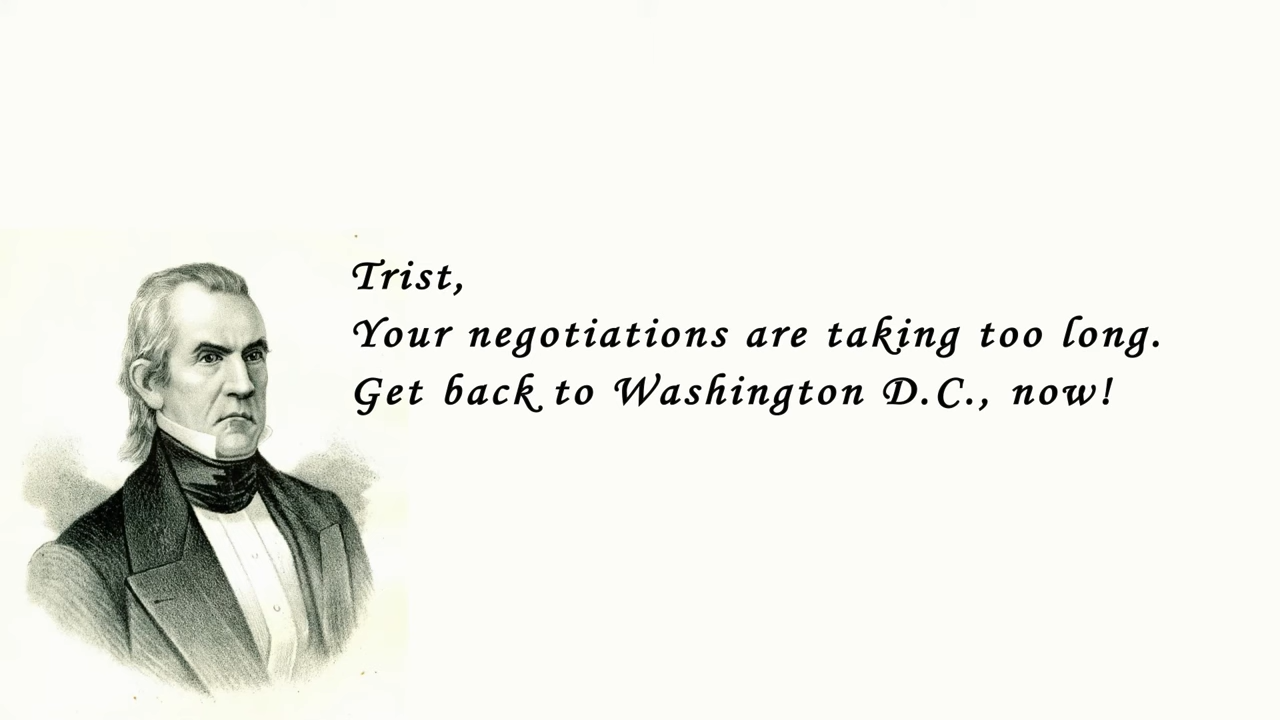 Trist,
Your negotiations are taking too long.
Get back to Washington D.C., now!